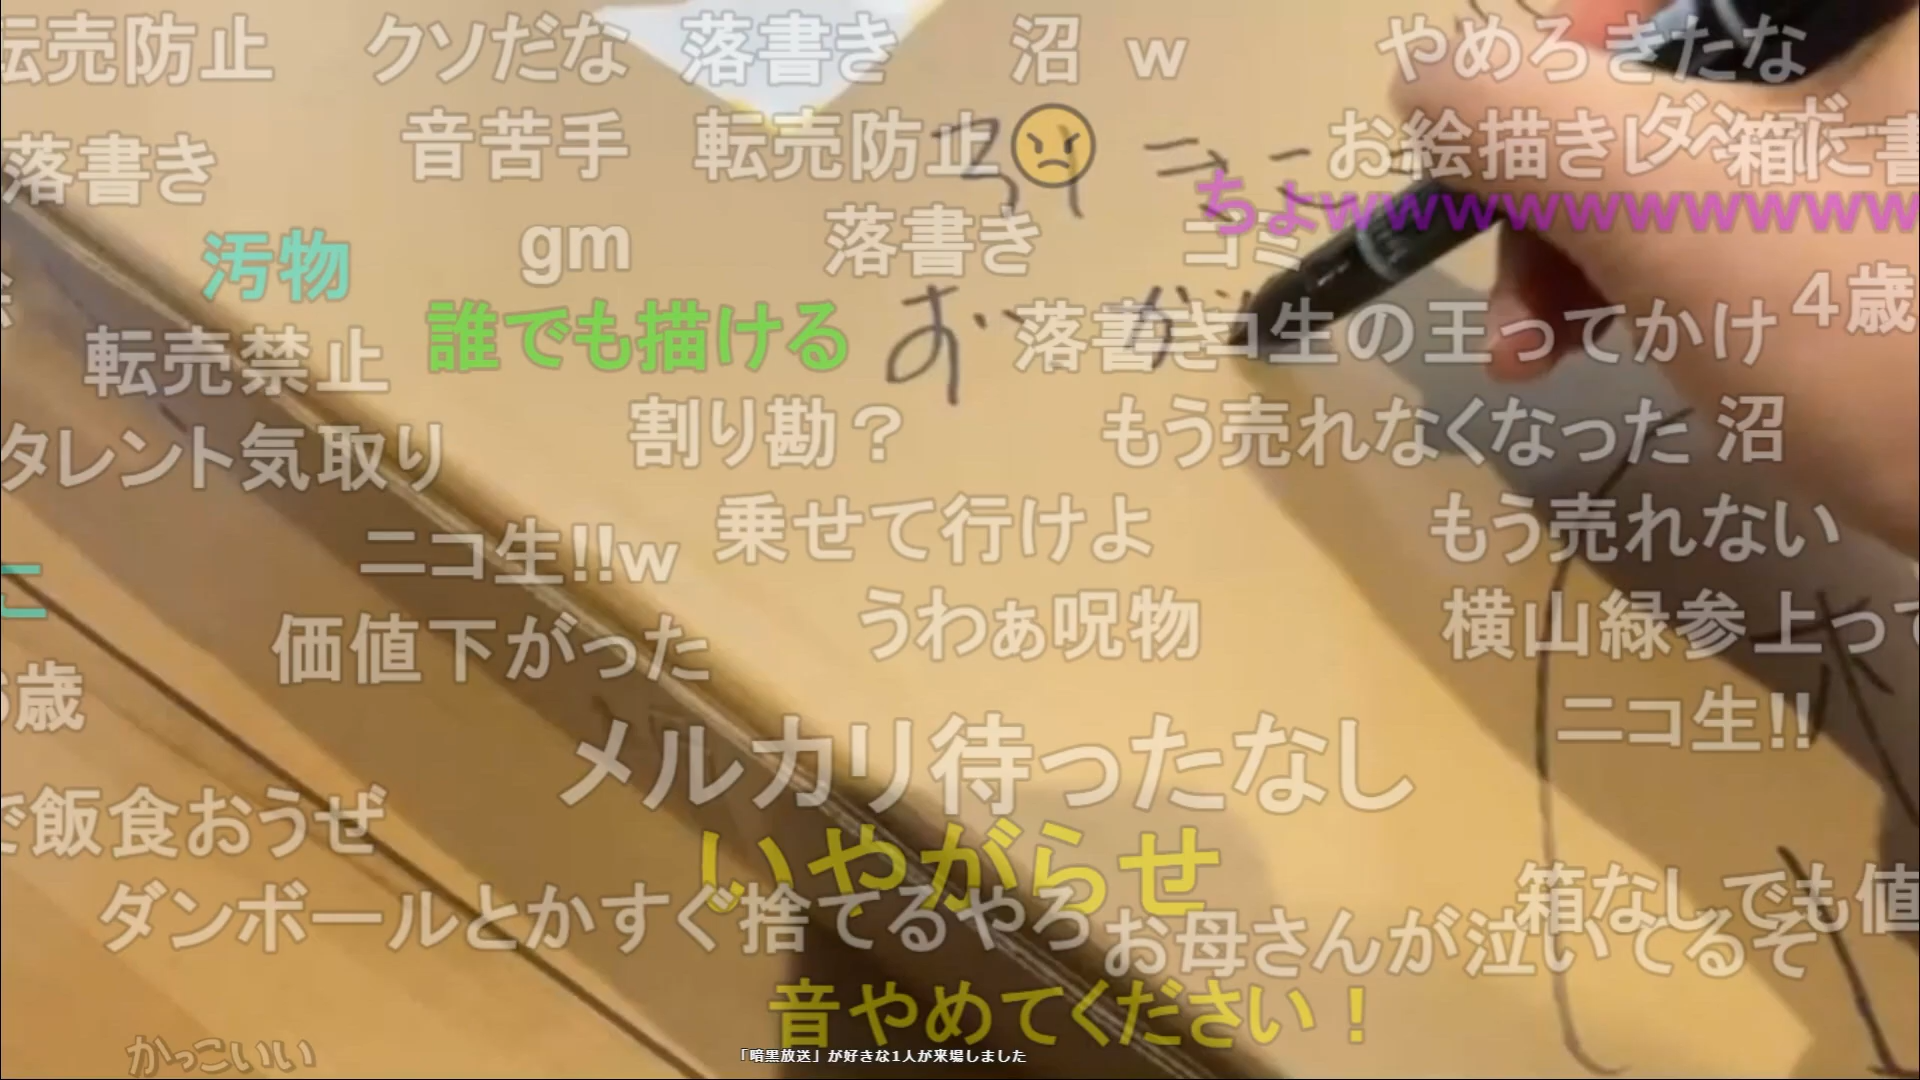 転売防止
クソだな
落書き
沼
w
やめろきたな
落書き
音苦手
転売防止
お絵描きし
ダンボ
箱に書
ちょwwwwwwwwww
汚物
gm
落書き
ゴミ
4歳
転売禁止
誰でも描ける
落書き
コ生の王ってかけ
タレント気取り
割り勘？
もう売れなくなった
沼
ニコ生!!w
乗せて行けよ
もう売れない
価値下がった
うわぁ呪物
横山緑参上って
歳
メルカリ待ったなし
ニコ生!!
で飯食おうぜ
いやがらせ
ダンボールとかすぐ捨てるやろ
箱なしでも値
お母さんが泣いてるぞ
音やめてください！
かっこいい
「暗黒放送」が好きな1人が来場しました